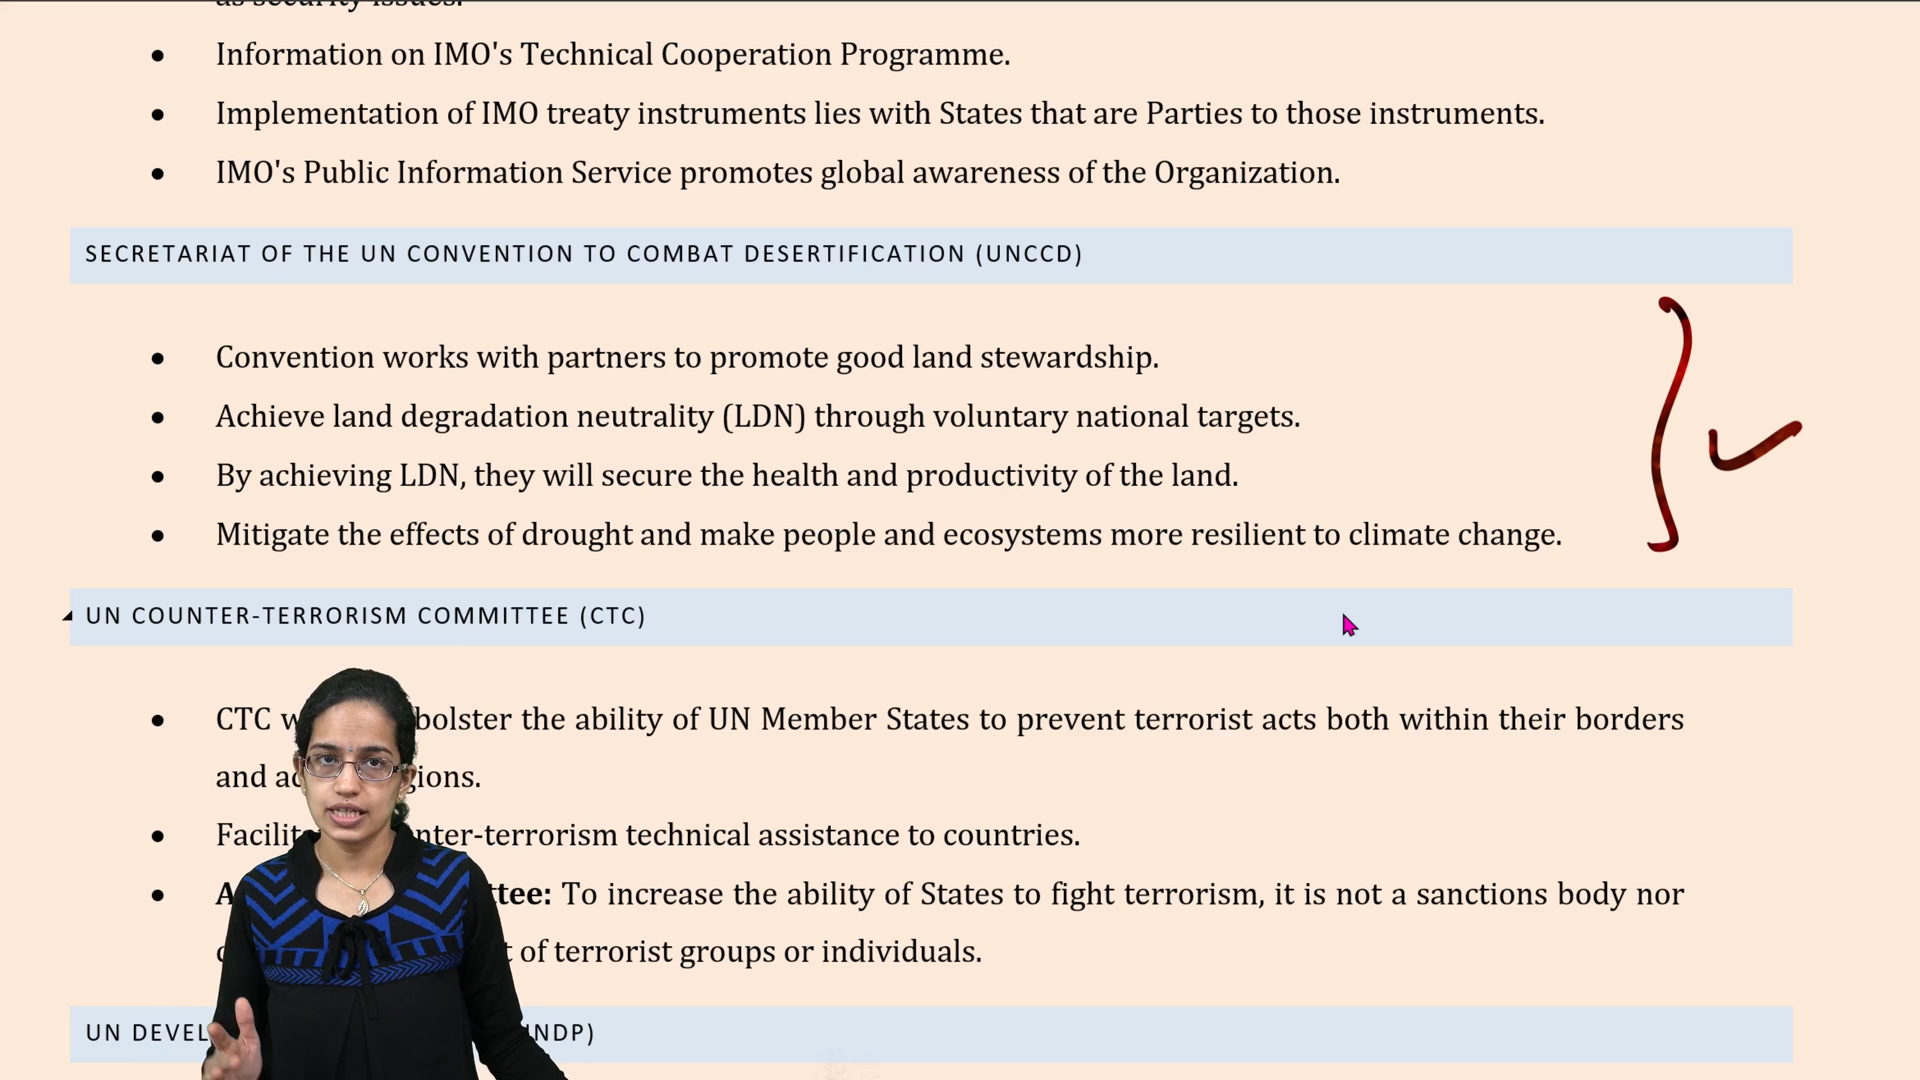 as security issues.
• Information on IMO's Technical Cooperation Programme.
• Implementation of IMO treaty instruments lies with States that are Parties to those instruments.
• IMO's Public Information Service promotes global awareness of the Organization.
SECRETARIAT OF THE UN CONVENTION TO COMBAT DESERTIFICATION (UNCCD)
• Convention works with partners to promote good land stewardship.
• Achieve land degradation neutrality (LDN) through voluntary national targets.
• By achieving LDN, they will secure the health and productivity of the land.
• Mitigate the effects of drought and make people and ecosystems more resilient to climate change.
UN COUNTER-TERRORISM COMMITTEE (CTC)
• CTC bolster the ability of UN Member States to prevent terrorist acts both within their borders
and
• counter-terrorism technical assistance to countries.
• To increase the ability of States to fight terrorism, it is not a sanctions body nor
of terrorist groups or individuals.
UN